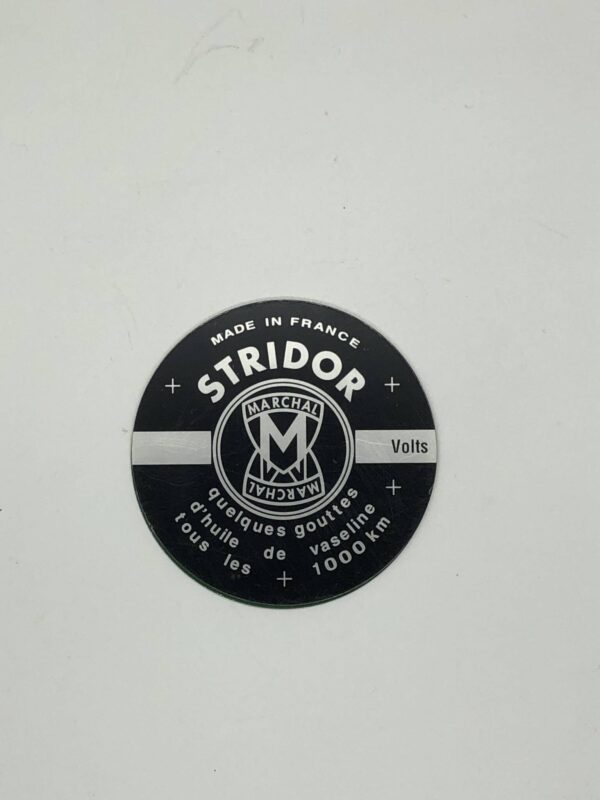 MADE IN FRANCE
STRIDOR
MARCHAL
M
MARCHAL
Volts
quelques gouttes
d'huile de vaseline
tous les 1000 km